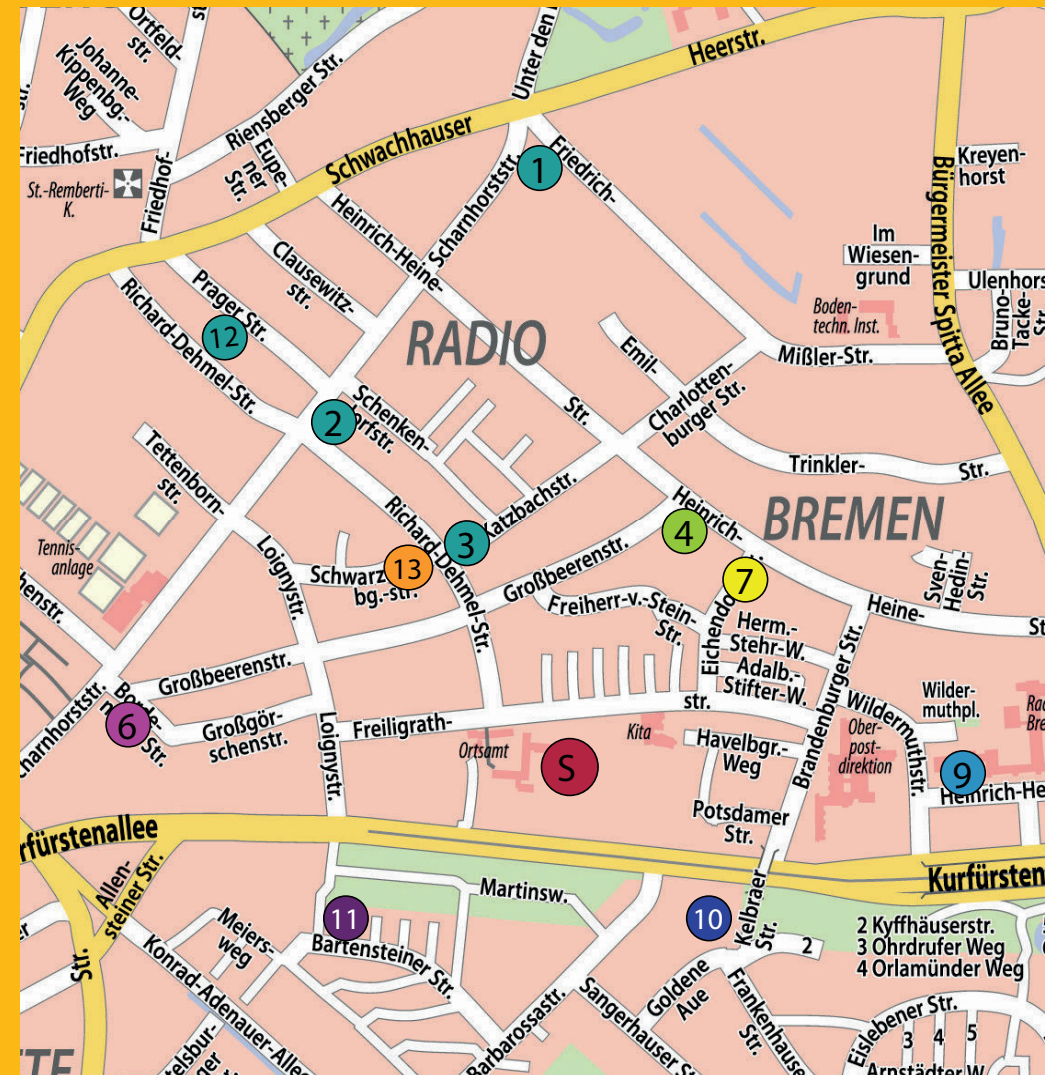 Ortfeld-
str.
Johanne-
Kippenbg.-
Weg
Friedhofstr.
St.-Remberti-
K.
Friedhof-
Riensberger Str.
Eupe-
ner
Str.
Schwachhauser
Heerstr.
Unter den
1
Friedrich-
Scharnhorststr.
Heinrich-Heine-
Str.
Clausewitz-
str.
Prager Str.
12
Richard-Dehmel-Str.
RADIO
BREMEN
Kreyen-
horst
Im
Wiesen-
grund
Bürgermeister Spitta Allee
Ulenhors
Bruno-
Tacke-
Str.
Boden-
techn. Inst.
Mißler-Str.
Emil-
Trinkler-
Str.
Charlotten-
burger Str.
2
Schenken-
orfstr.
Katzbachstr.
3
Tettenborn-
str.
Tennis-
anlage
henstr.
Loignystr.
Schwarz
bg.-str.
13
Richard-Dehmel-Str.
Großbeerenstr.
4
Heinrich-
7
Eichendo
Freiherr-v.-Stein-
Str.
Herm.-
Stehr-W.
Adalb.-
Stifter-W.
Sven-
Hedin-
Str.
Heine-
St
Großbeerenstr.
charnhorststr.
6
Str.
Großgör-
schenstr.
Loignystr.
Freiligrath-
str.
Ortsamt
S
Kita
Havelbgr.-
Weg
Potsdamer
Str.
Brandenburger Str.
Ober-
post-
direktion
Wildermuthstr.
Wilder-
muthpl.
Rad
Bre
9
Heinrich-He
rfürstenallee
Kurfürsten
Allen-
steiner Str.
Str.
Meiers-
weg
Konrad-Adenauer-Allee
11
Bartensteiner Str.
Martinsw.
Barbarossastr.
Sangerhauser Str.
10
Kelbraer
Str.
2
Goldene
Aue
Frankenhause
Str.
2 Kyffhäuserstr.
3 Ohrdrufer Weg
4 Orlamünder Weg
Eislebener Str.
3 4 5
Arnstädter W.